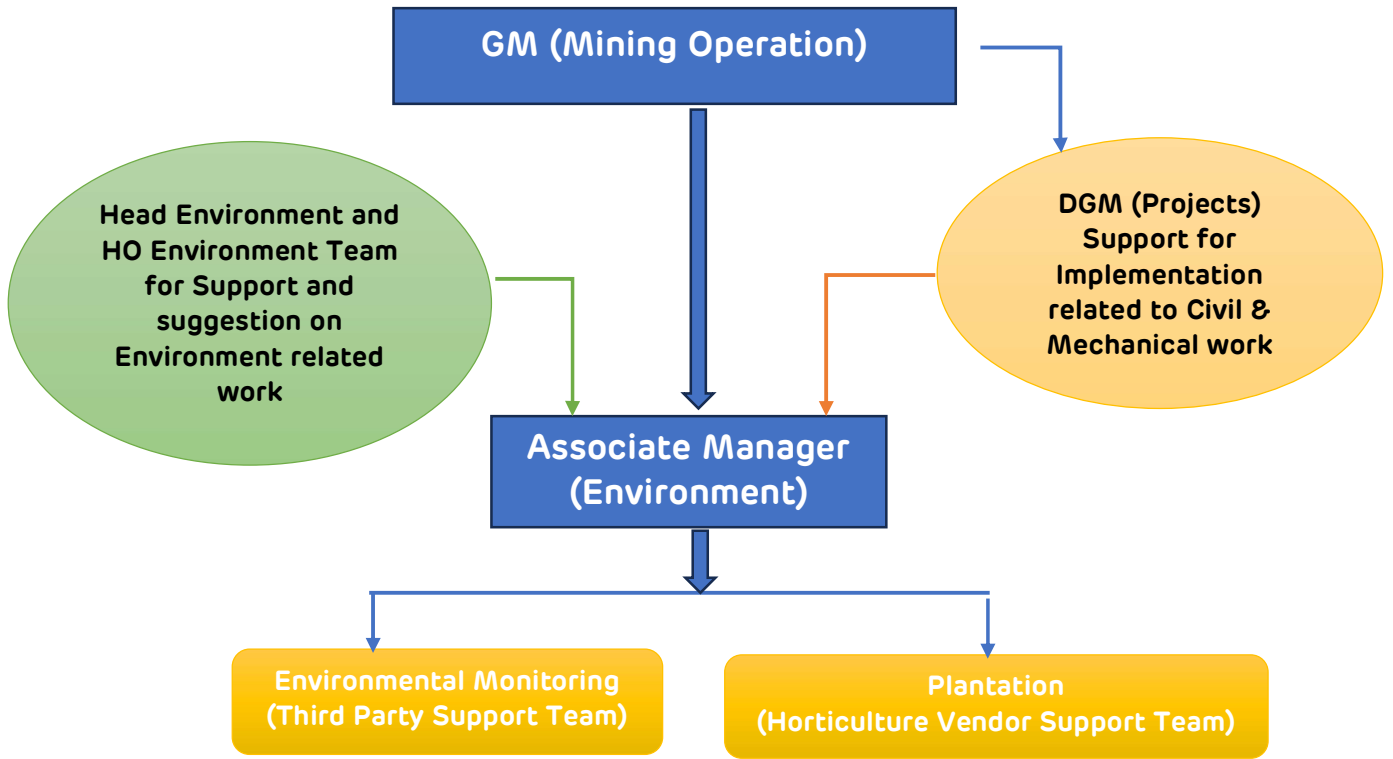 GM (Mining Operation)
Head Environment and
HO Environment Team
for Support and
suggestion on
Environment related
work
DGM (Projects)
Support for
Implementation
related to Civil &
Mechanical work
Associate Manager
(Environment)
Environmental Monitoring
(Third Party Support Team)
Plantation
(Horticulture Vendor Support Team)